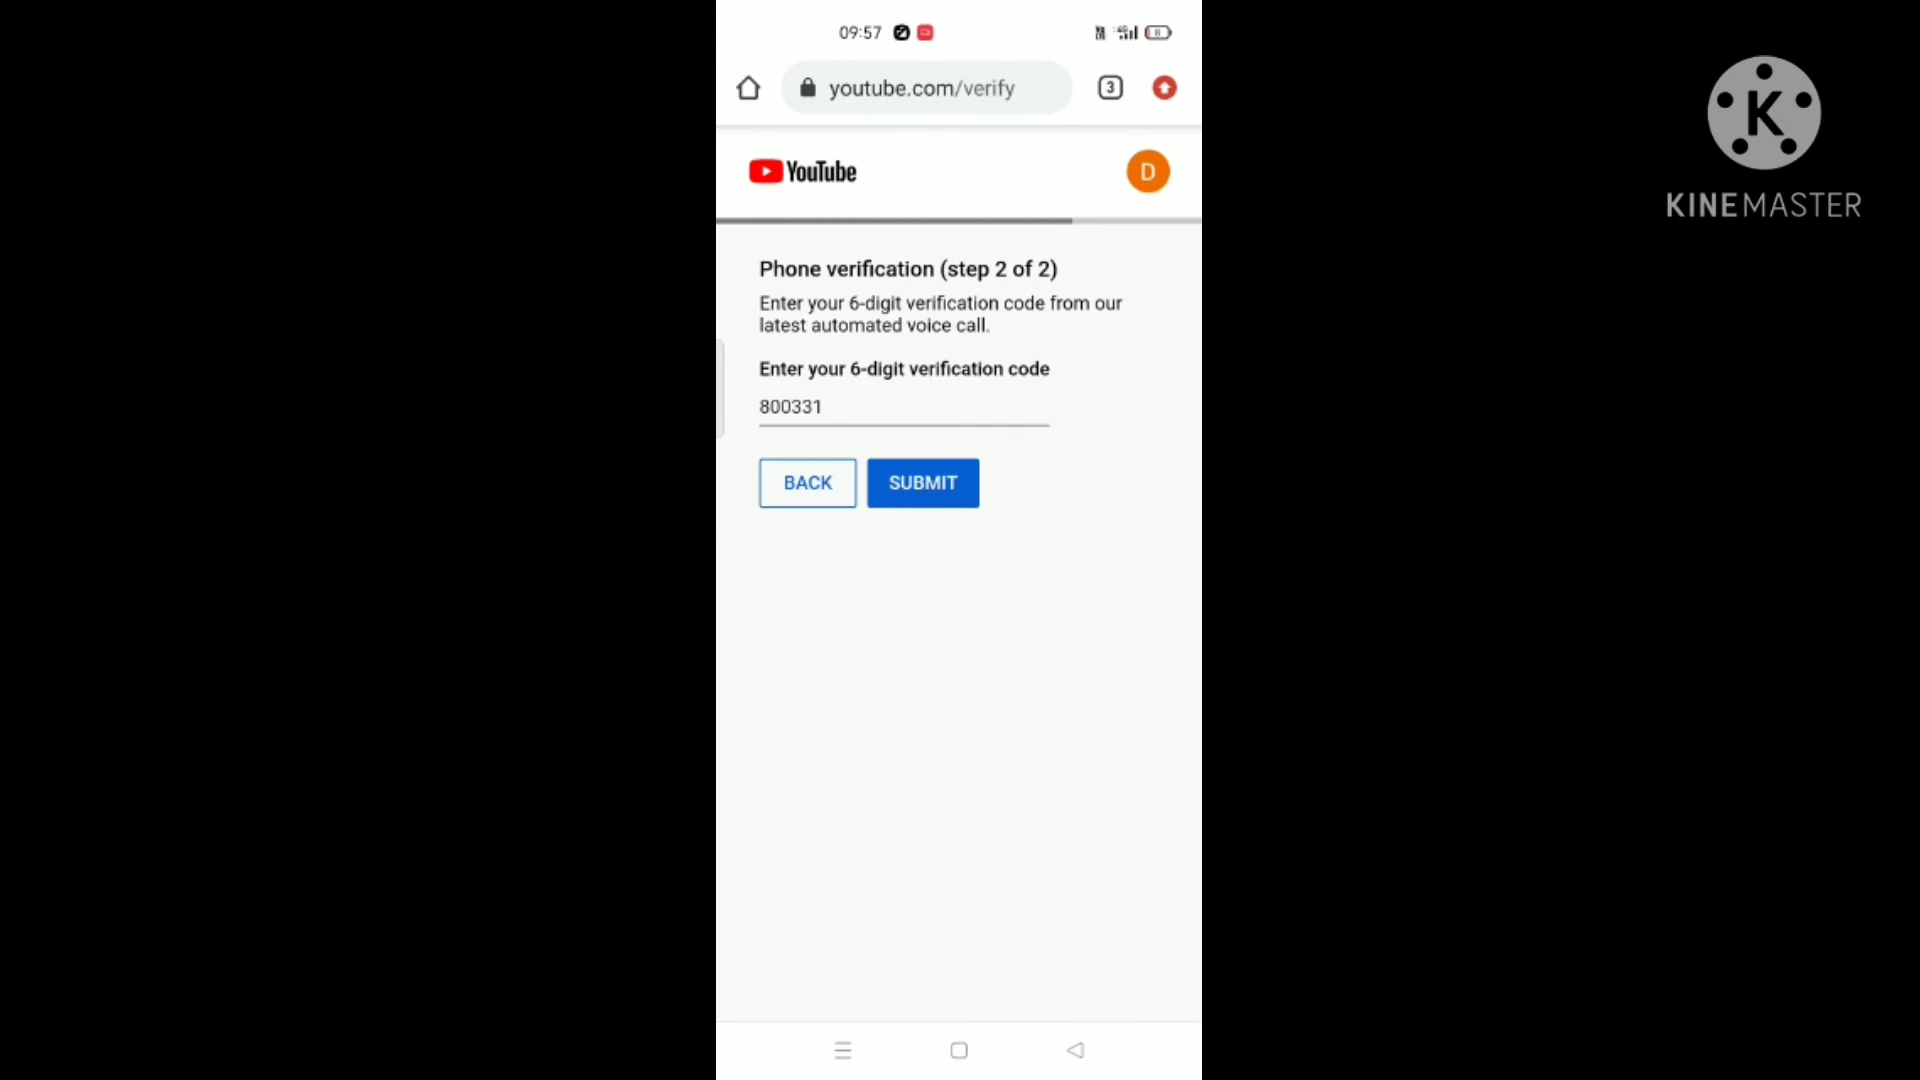 09:57
8
youtube.com/verify
3
YouTube
D
Phone verification (step 2 of 2)
Enter your 6-digit verification code from our
latest automated voice call.
Enter your 6-digit verification code
800331
BACK SUBMIT
K
KINEMASTER